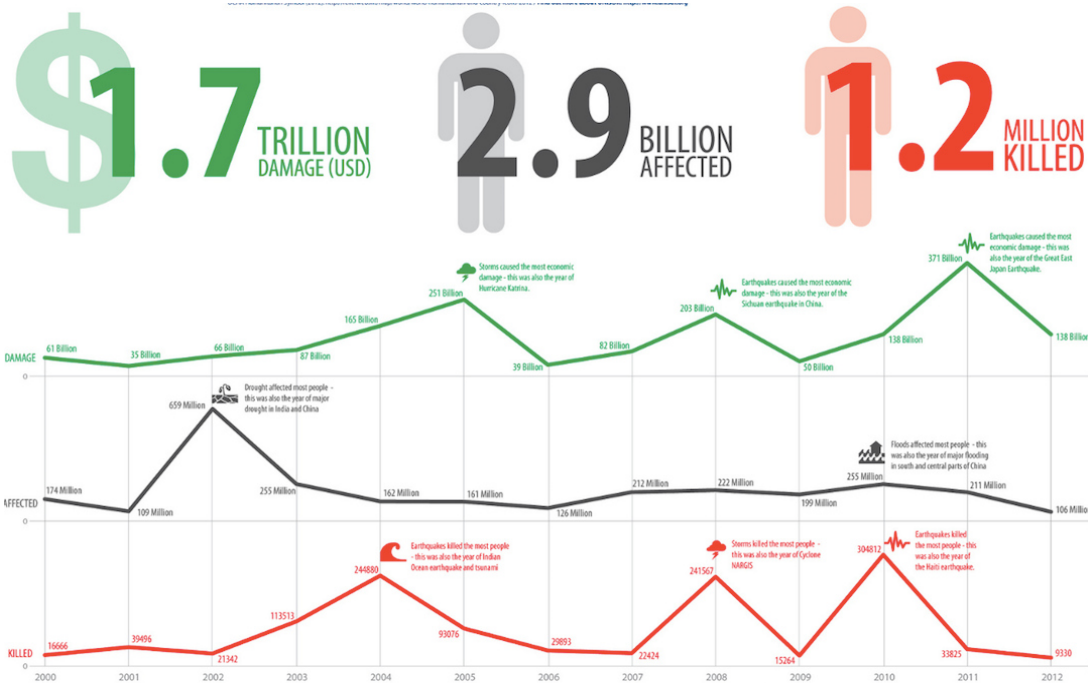 $1.7 TRILLION
DAMAGE (USD)
2.9 BILLION
AFFECTED
1.2 MILLION
KILLED
Earthquakes caused the most
economic damage - this was
also the year of the Great East
Japan Earthquake.
371 Billion
Storms caused the most economic
damage - this was also the year of
Hurricane Katrina.
251 Billion
Earthquakes caused the most economic
damage - this was also the year of the
Sichuan earthquake in China.
203 Billion
165 Billion
61 Billion
35 Billion
66 Billion
87 Billion
39 Billion
82 Billion
50 Billion
138 Billion
138 Billion
DAMAGE
0
Drought affected most people -
this was also the year of major
drought in India and China
659 Million
Floods affected most people - this
was also the year of major flooding
in south and central parts of China
174 Million
109 Million
255 Million
162 Million
161 Million
126 Million
212 Million
222 Million
199 Million
255 Million
211 Million
106 Millio
AFFECTED
0
Earthquakes killed the most people
- this was also the year of Indian
Ocean earthquake and tsunami
244880
Storms killed the most people -
this was also the year of Cyclone
NARGIS
241567
Earthquakes killed
the most people - this
was also the year of
the Haiti earthquake.
304812
16666
39496
21342
113513
93076
29893
22424
15264
33825
9330
KILLED
0
2000 2001 2002 2003 2004 2005 2006 2007 2008 2009 2010 2011 2012